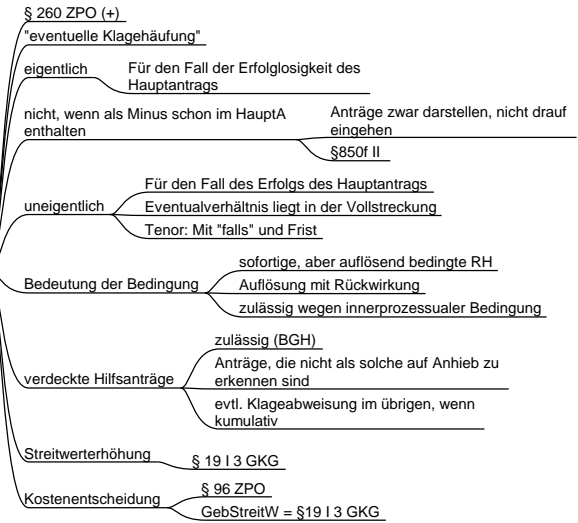 § 260 ZPO (+)
"eventuelle Klagehäufung"
eigentlich
Für den Fall der Erfolglosigkeit des
Hauptantrags
nicht, wenn als Minus schon im HauptA
enthalten
Anträge zwar darstellen, nicht drauf
eingehen
§850f II
uneigentlich
Für den Fall des Erfolgs des Hauptantrags
Eventualverhältnis liegt in der Vollstreckung
Tenor: Mit "falls" und Frist
Bedeutung der Bedingung
sofortige, aber auflösend bedingte RH
Auflösung mit Rückwirkung
zulässig wegen innerprozessualer Bedingung
verdeckte Hilfsanträge
zulässig (BGH)
Anträge, die nicht als solche auf Anhieb zu
erkennen sind
evtl. Klageabweisung im übrigen, wenn
kumulativ
Streitwerterhöhung
§ 19 I 3 GKG
Kostenentscheidung
§ 96 ZPO
GebStreitW = §19 I 3 GKG